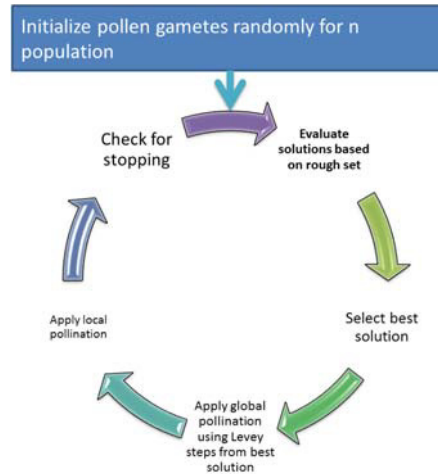 Initialize pollen gametes randomly for n
population
Evaluate
solutions based
on rough set
Select best
solution
Apply global
pollination
using Levey
steps from best
solution
Apply local
pollination
Check for
stopping